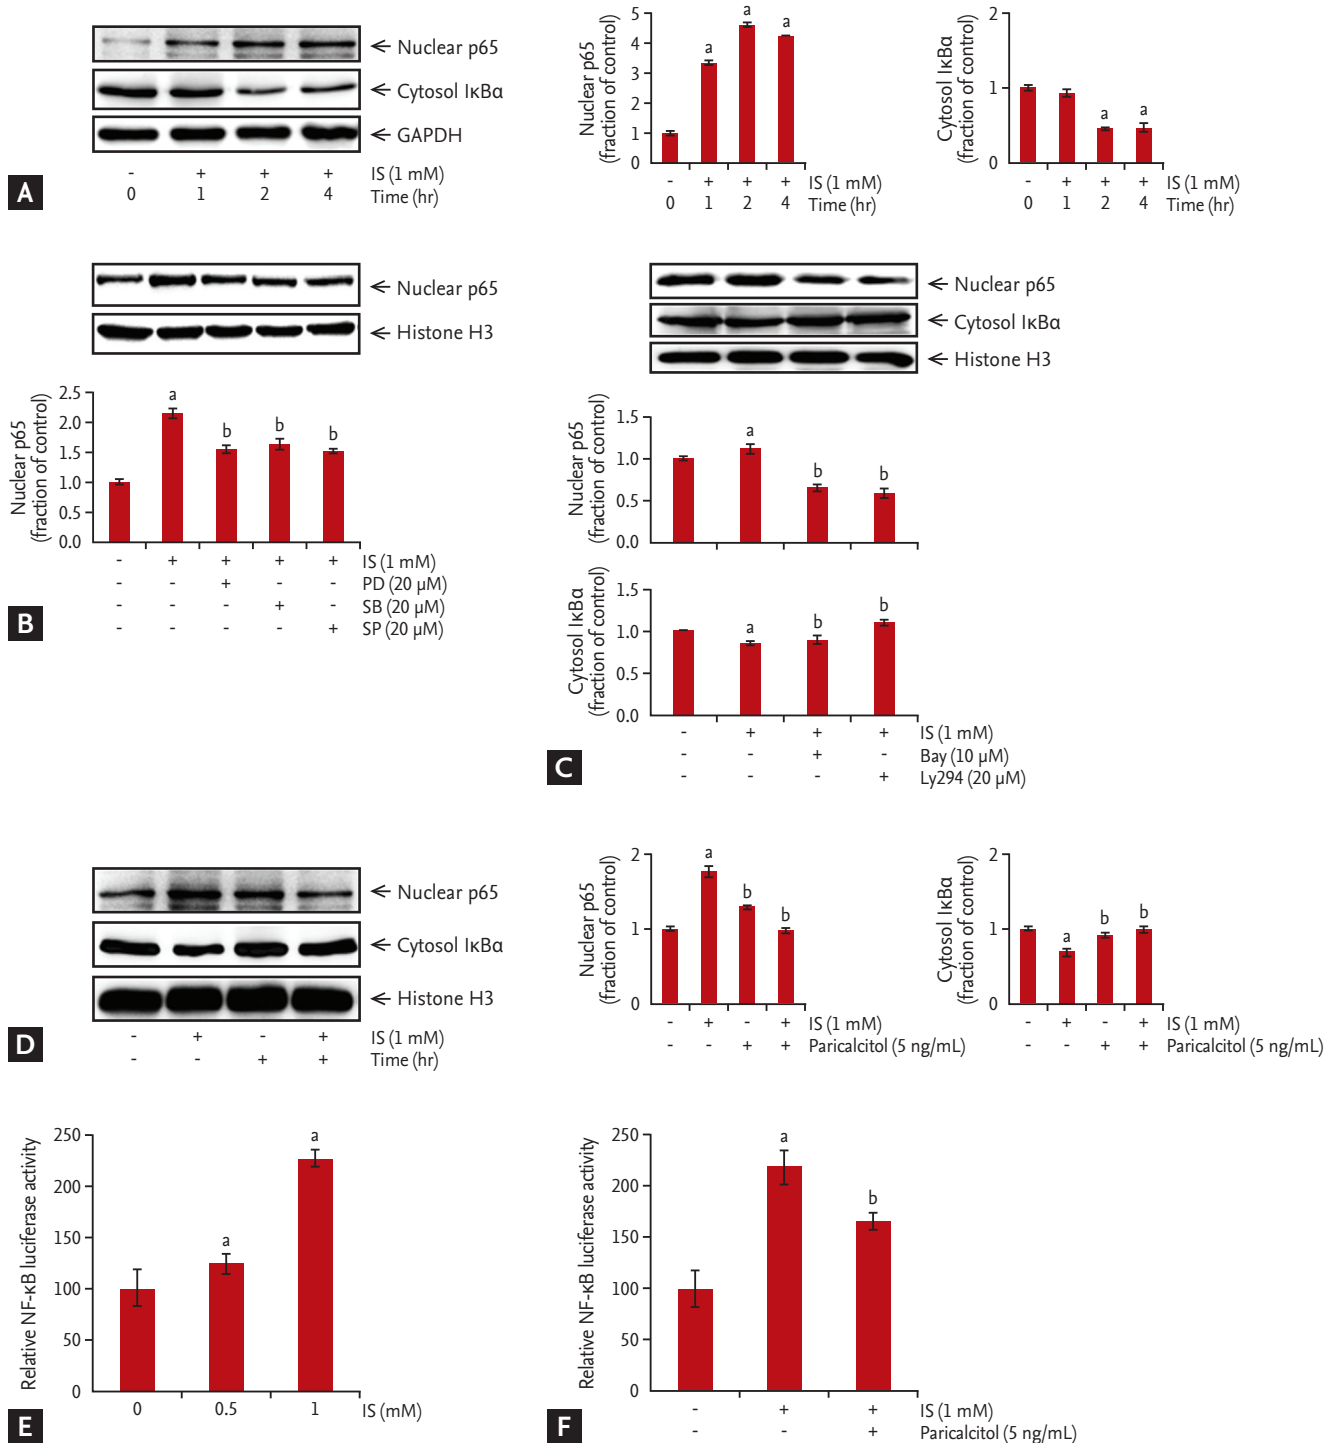 Nuclear p65
Cytosol IκBα
GAPDH
- + + + IS (1 mM)
0 1 2 4 Time (hr)
A
Nuclear p65
(fraction of control)
5
4
3
2
1
0
a
a
a
- + + + IS (1 mM)
0 1 2 4 Time (hr)
Cytosol IκBα
(fraction of control)
2
1
0
a a
- + + + IS (1 mM)
0 1 2 4 Time (hr)
Nuclear p65
Histone H3
Nuclear p65
(fraction of control)
2.5
2.0
1.5
1.0
0.5
0.0
a
b b b
- + + + + IS (1 mM)
- - + - - PD (20 μM)
- - - + - SB (20 μM)
- - - - + SP (20 μM)
B
Nuclear p65
Cytosol IκBα
Histone H3
Nuclear p65
(fraction of control)
1.5
1.0
0.5
0.0
a
b b
Cytosol IκBα
(fraction of control)
1.5
1.0
0.5
0.0
a b b
- + + + IS (1 mM)
- - + - Bay (10 μM)
- - - + Ly294 (20 μM)
C
Nuclear p65
Cytosol IκBα
Histone H3
- + - + IS (1 mM)
- - + + Time (hr)
D
Nuclear p65
(fraction of control)
2
1
0
a
b
b
- + - + IS (1 mM)
- - + + Paricalcitol (5 ng/mL)
Cytosol IκBα
(fraction of control)
2
1
0
a
b b
- + - + IS (1 mM)
- - + + Paricalcitol (5 ng/mL)
Relative NF-κB luciferase activity
250
200
150
100
50
0
a
a
0 0.5 1 IS (mM)
E
Relative NF-κB luciferase activity
250
200
150
100
50
0
a
b
- + + IS (1 mM)
- - + Paricalcitol (5 ng/mL)
F